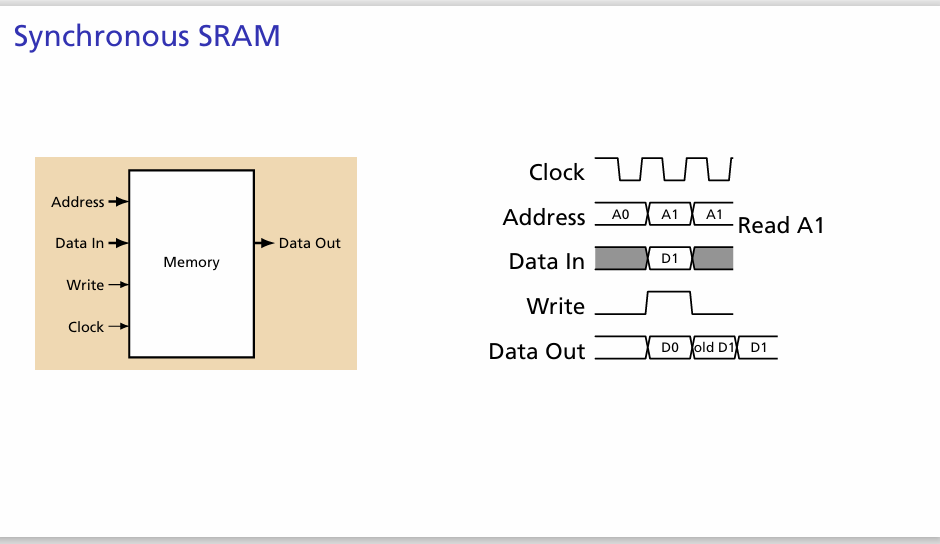 Synchronous SRAM
Address
Data In
Write
Clock
Memory
Data Out
Clock
Address A0 A1 A1 Read A1
Data In D1
Write
Data Out D0 old D1 D1